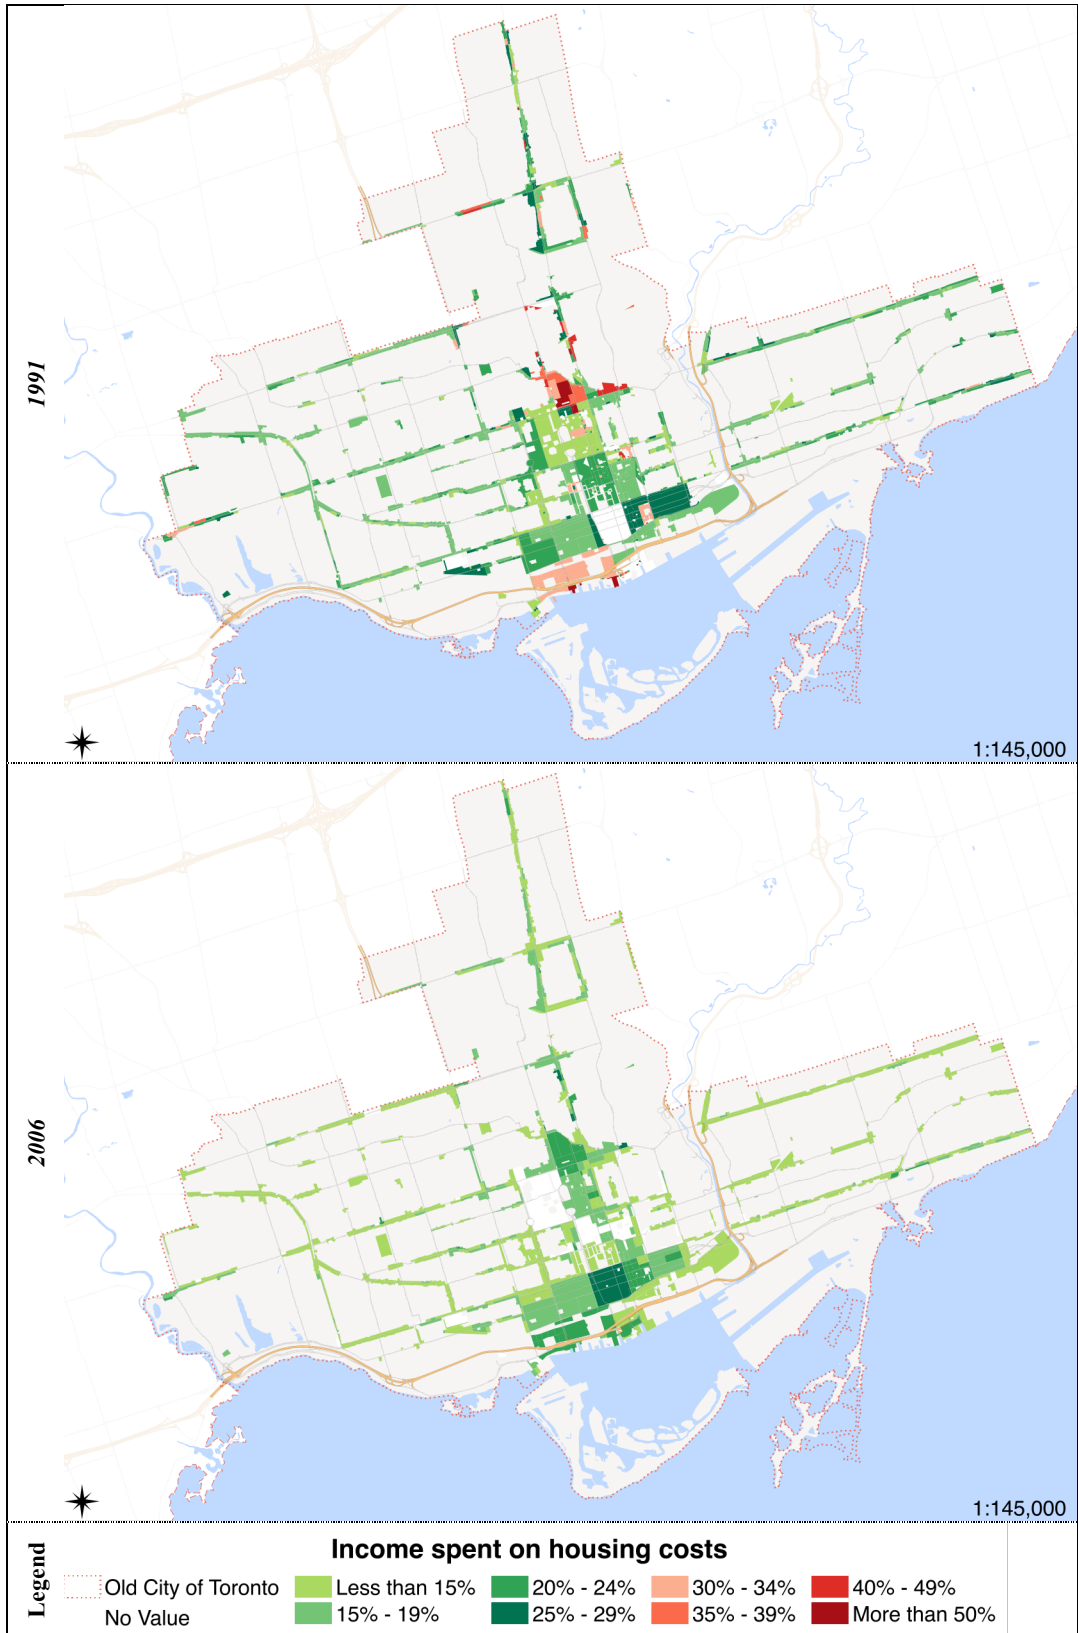 1991
1:145,000
2006
1:145,000
Legend
Income spent on housing costs
Old City of Toronto
Less than 15%
20% - 24%
30% - 34%
40% - 49%
No Value
15% - 19%
25% - 29%
35% - 39%
More than 50%